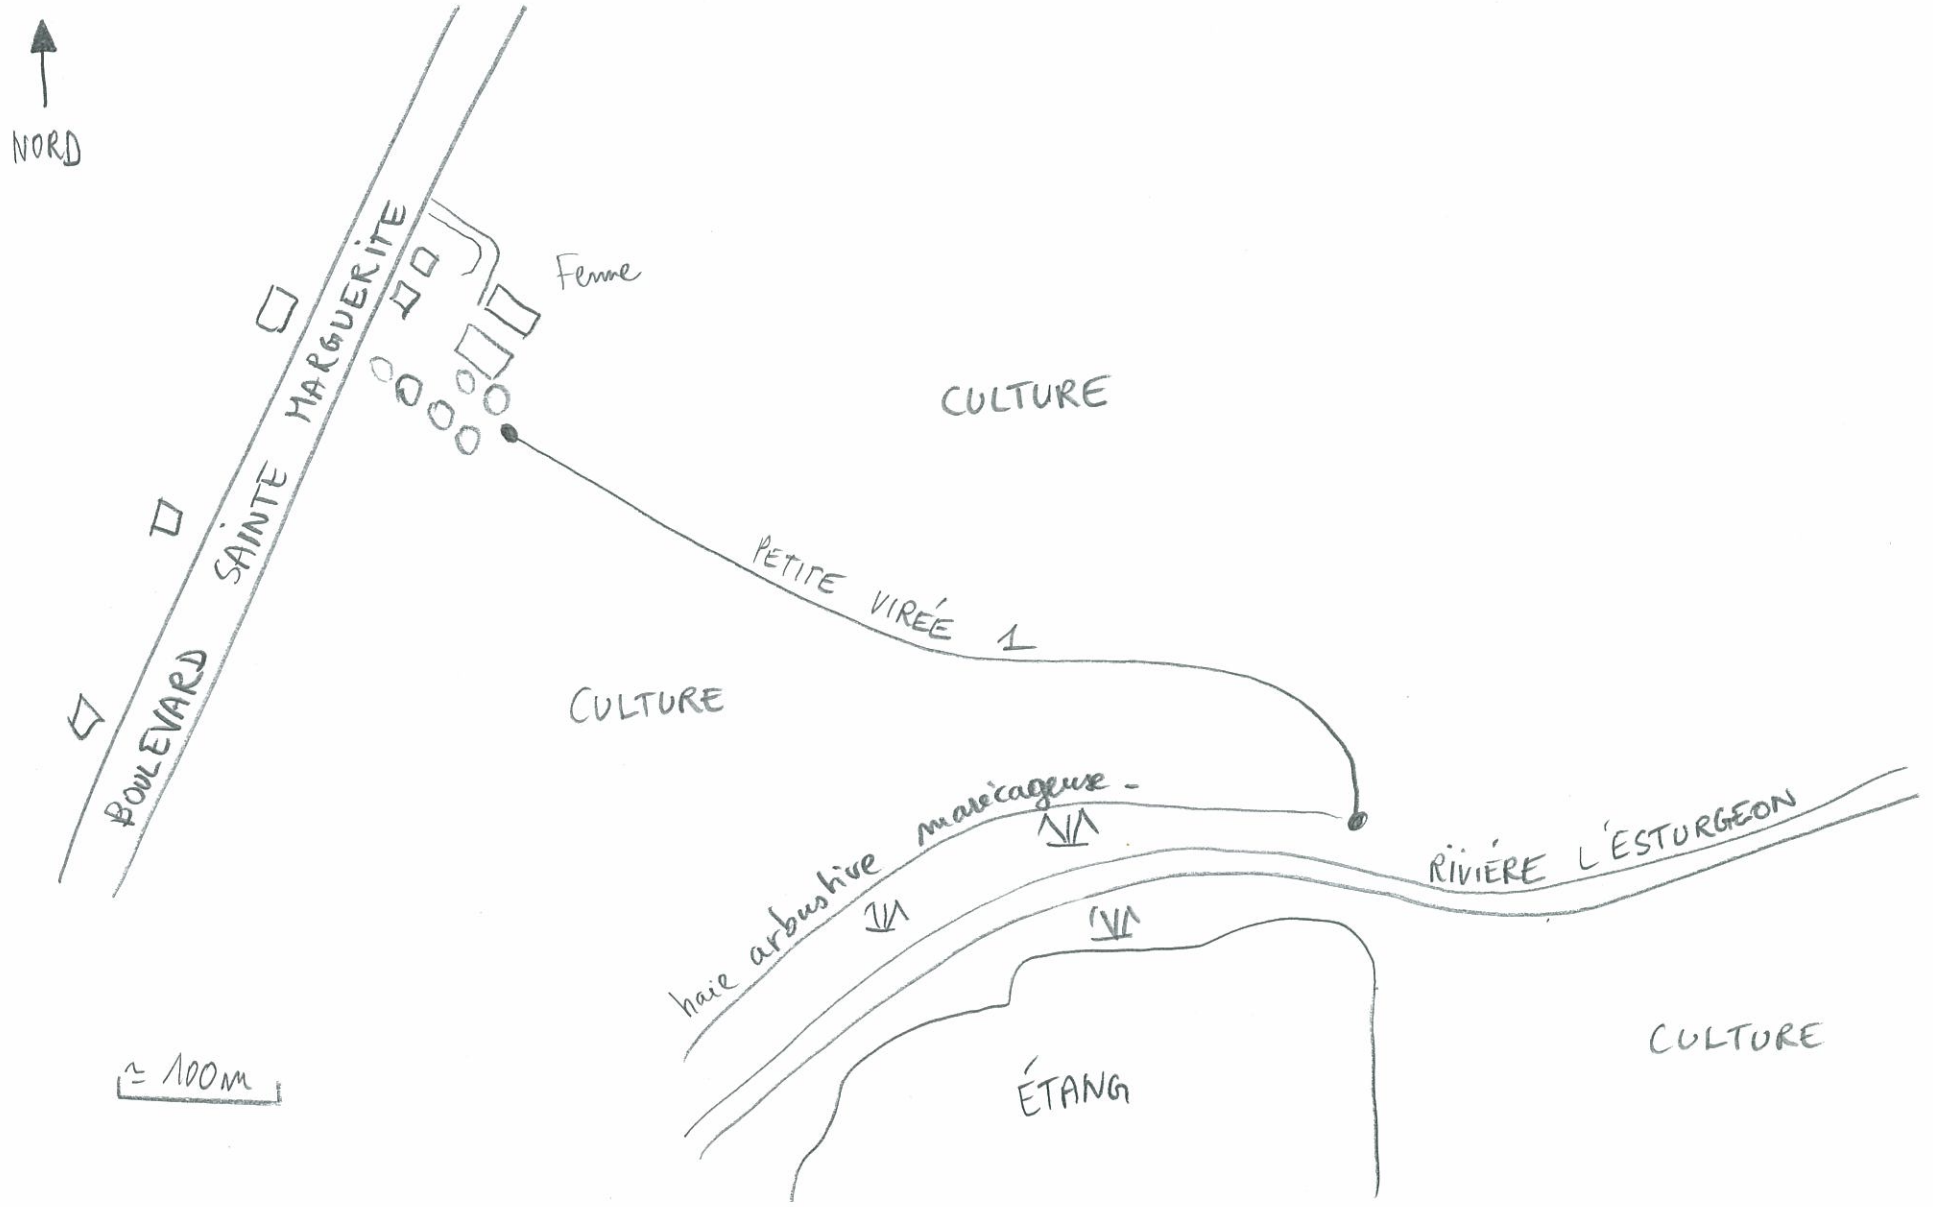 NORD
BOULEVARD SAINTE MARGUERITE
Ferme
CULTURE
PETITE VIRÉE 1
CULTURE
haie arbustive marécageuse
RIVIÈRE L'ESTURGEON
ÉTANG
CULTURE
≃ 100m